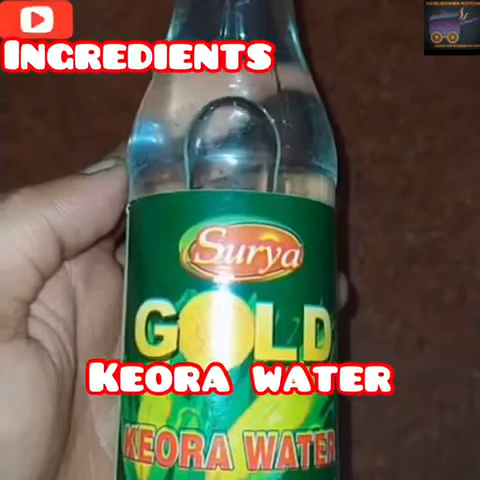 INGREDIENTS
Surya
GOLD
KEORA WATER
KEORA WATER